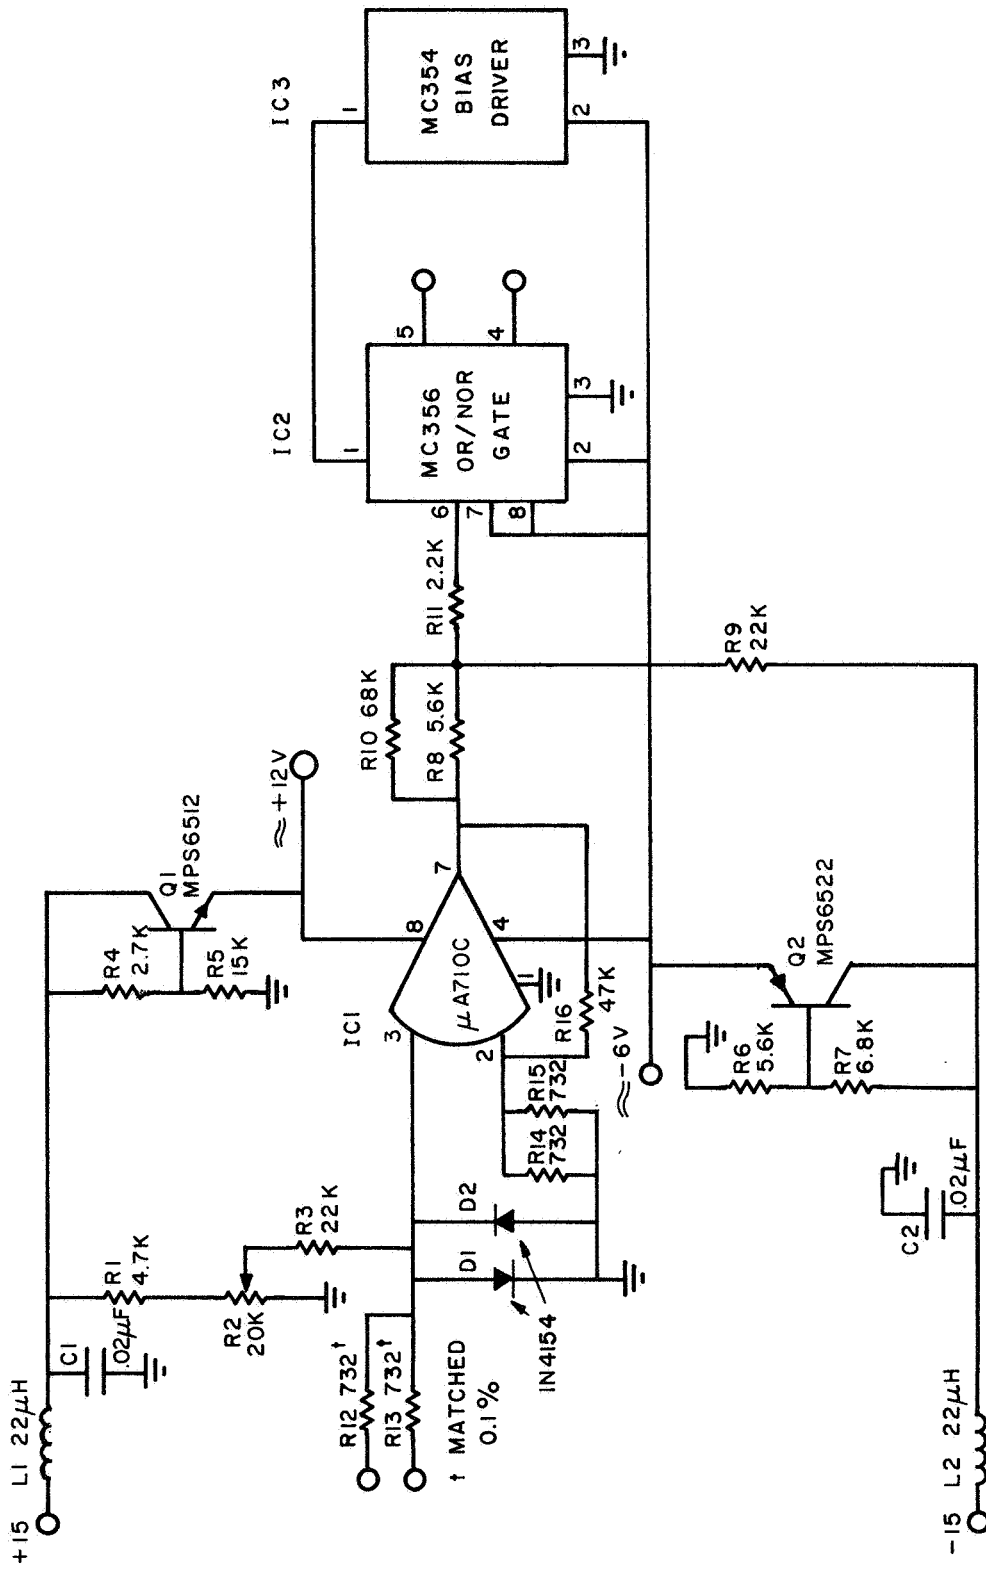 +15
L1 22μH
C1
.02μF
R1
4.7K
R2
20K
R3
22K
R4
2.7K
R5
15K
Q1
MPS6512
≈+12V
R12 732†
R13 732†
† MATCHED
0.1%
D1
D2
1N4154
R14
732
R15
732
IC1
μA710C
3
2
8
4
1
7
R16
47K
R10 68K
R8 5.6K
R11 2.2K
R9
22K
IC2
MC356
OR/NOR
GATE
1
6
7
8
5
4
2
3
IC3
MC354
BIAS
DRIVER
1
2
3
≈-6V
Q2
MPS6522
R6
5.6K
R7
6.8K
C2
.02μF
-15
L2 22μH